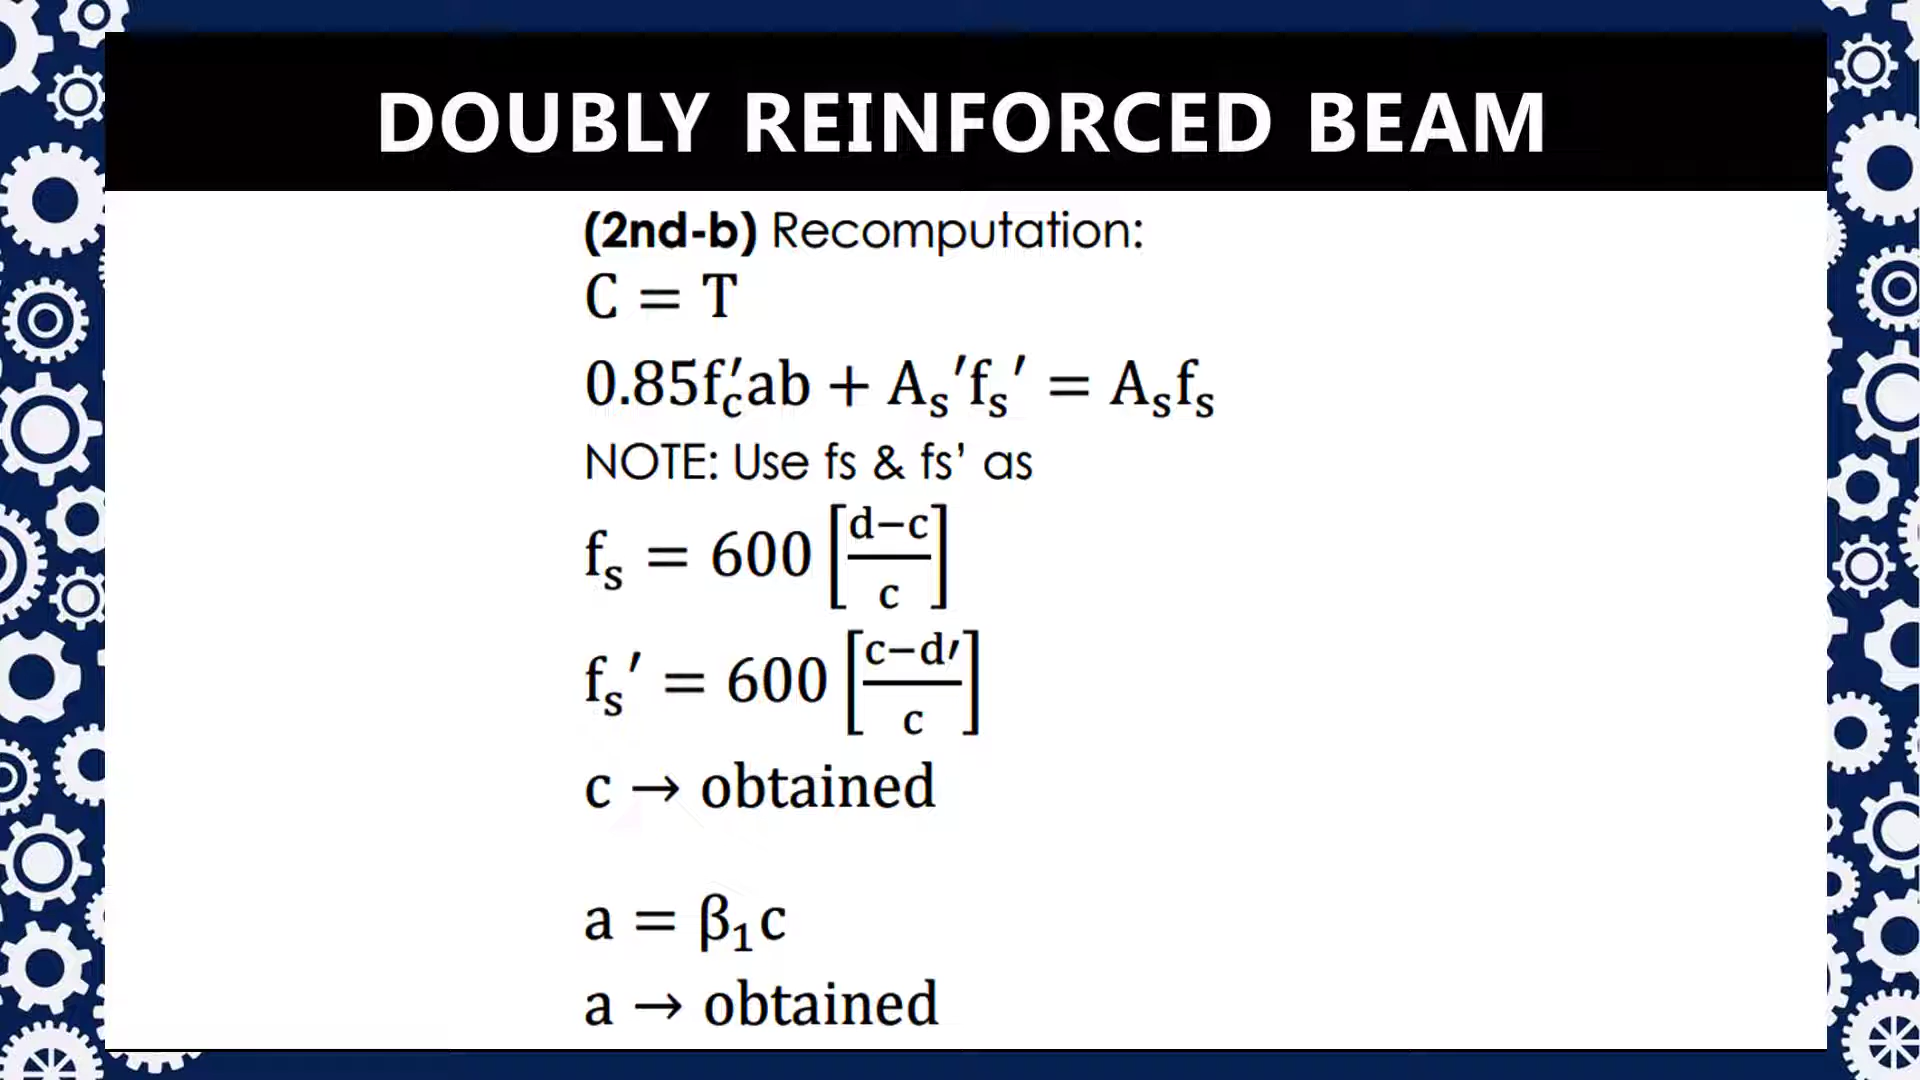 DOUBLY REINFORCED BEAM
(2nd-b) Recomputation:
C = T
0.85f′cab + As′fs′ = Asfs
NOTE: Use fs & fs’ as
fs = 600 [d−c / c]
fs′ = 600 [c−d′ / c]
c → obtained
a = β₁c
a → obtained